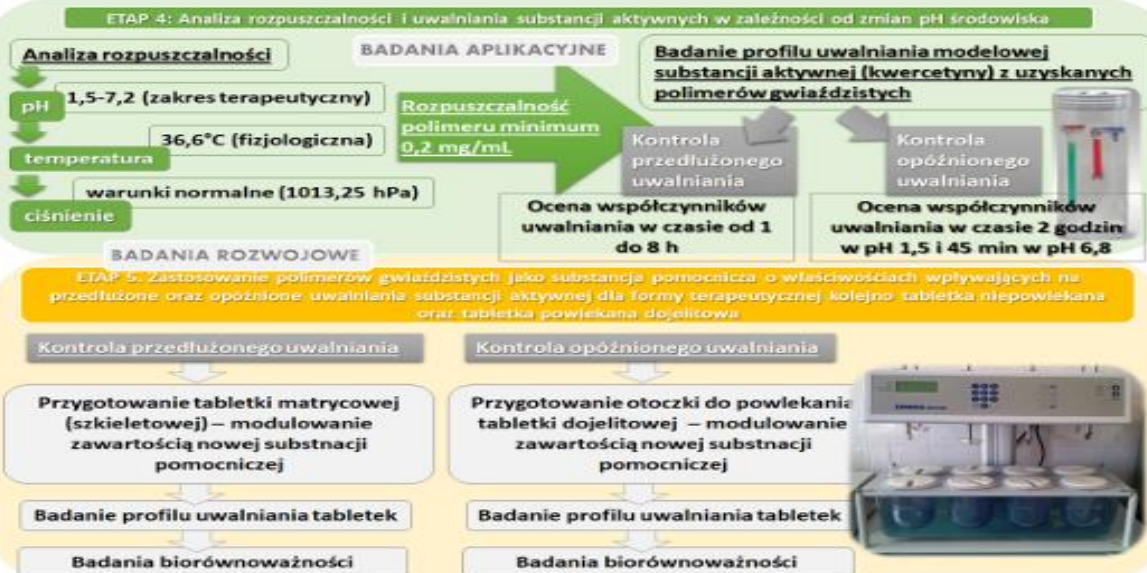 ETAP 4: Analiza rozpuszczalności i uwalniania substancji aktywnych w zależności od zmian pH środowiska
Analiza rozpuszczalności
pH
1,5-7,2 (zakres terapeutyczny)
36,6°C (fizjologiczna)
temperatura
warunki normalne (1013,25 hPa)
ciśnienie
BADANIA APLIKACYJNE
Rozpuszczalność
polimeru minimum
0,2 mg/mL
Badanie profilu uwalniania modelowej
substancji aktywnej (kwercetyny) z uzyskanych
polimerów gwiaździstych
Kontrola
przedłużonego
uwalniania
Kontrola
opóźnionego
uwalniania
Ocena współczynników
uwalniania w czasie od 1
do 8 h
Ocena współczynników
uwalniania w czasie 2 godzin
w pH 1,5 i 45 min w pH 6,8
BADANIA ROZWOJOWE
ETAP 5. Zastosowanie polimerów gwiaździstych jako substancja pomocnicza o właściwościach wpływających na
przedłużone oraz opóźnione uwalniania substancji aktywnej dla formy terapeutycznej kolejno tabletka niepowlekana
oraz tabletka powlekana dojelitowa
Kontrola przedłużonego uwalniania
Przygotowanie tabletki matrycowej
(szkieletowej) – modulowanie
zawartością nowej substnacji
pomocniczej
Badanie profilu uwalniania tabletek
Badania biorównoważności
Kontrola opóźnionego uwalniania
Przygotowanie otoczki do powlekania
tabletki dojelitowej – modulowanie
zawartością nowej substnacji
pomocniczej
Badanie profilu uwalniania tabletek
Badania biorównoważności